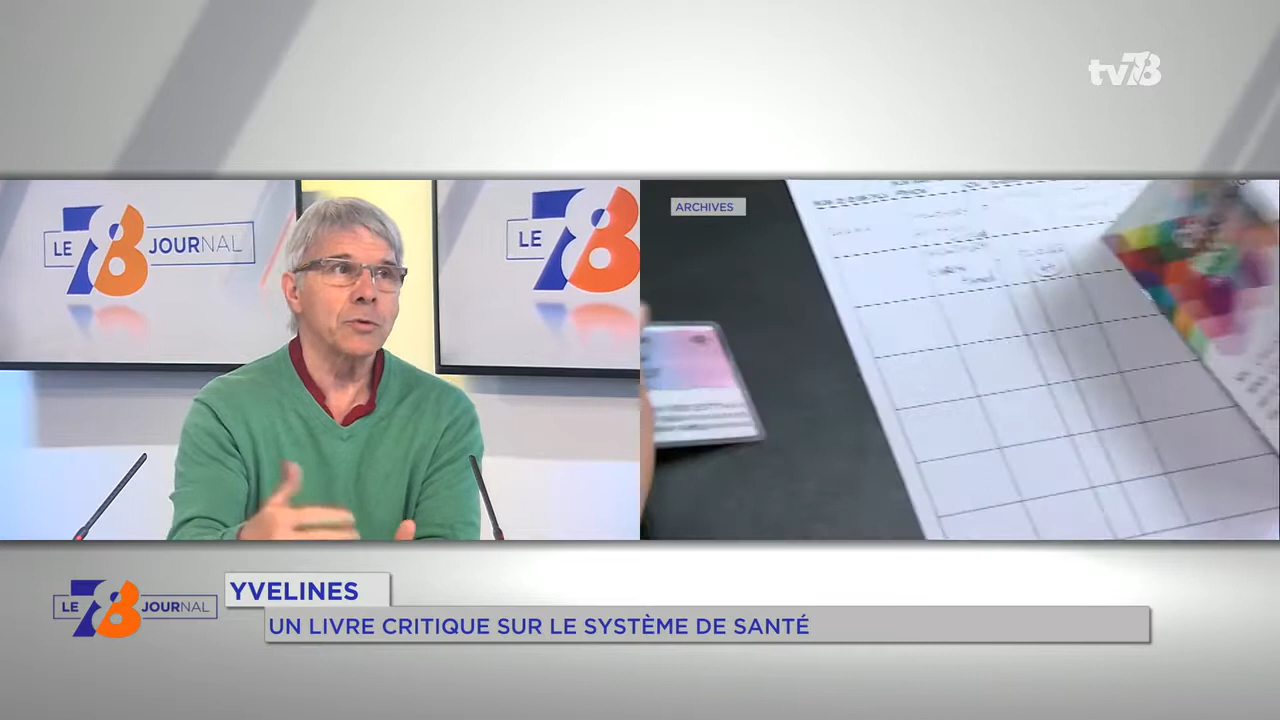 tv78
ARCHIVES
LE 78 JOURNAL
LE 78
LE 78 JOURNAL
YVELINES
UN LIVRE CRITIQUE SUR LE SYSTÈME DE SANTÉ